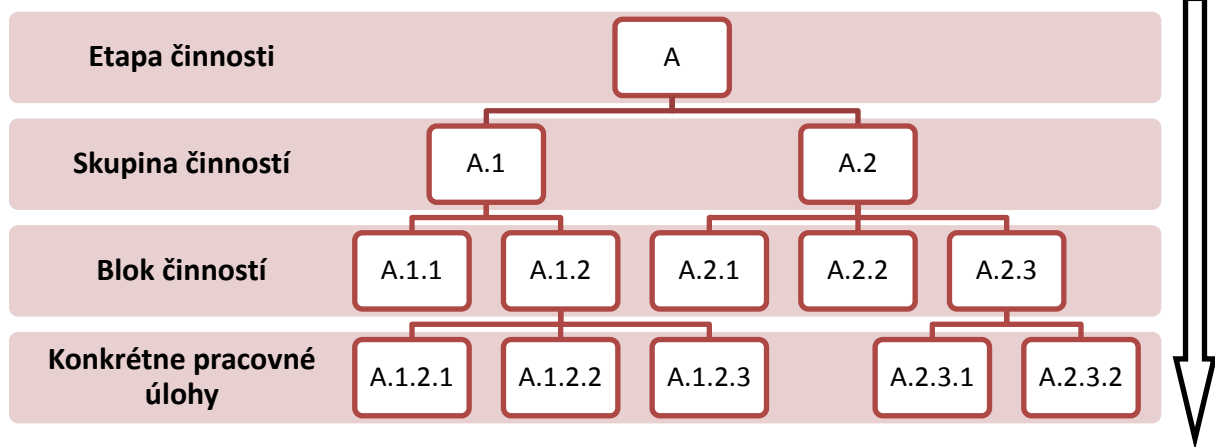 Etapa činnosti
A
Skupina činností
A.1
A.2
Blok činností
A.1.1
A.1.2
A.2.1
A.2.2
A.2.3
Konkrétne pracovné
úlohy
A.1.2.1
A.1.2.2
A.1.2.3
A.2.3.1
A.2.3.2